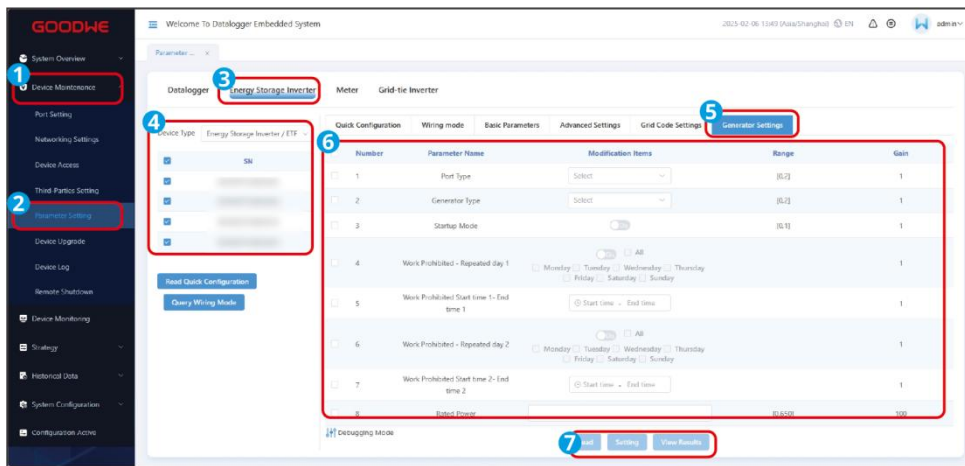 GOODWE
Welcome To Datalogger Embedded System
2025-02-06 13:49 (Asia/Shanghai) EN
admin
System Overview
Parameter ... ×
1
Device Maintenance
3
Datalogger Energy Storage Inverter Meter Grid-tie Inverter
Port Setting
4
5
Device Type Energy Storage Inverter / ETF
Quick Configuration Wiring mode Basic Parameters Advanced Settings Grid Code Settings Generator Settings
Networking Settings
6
SN
Number Parameter Name Modification Items Range Gain
Device Access
1 Port Type Select [0,2] 1
Third-Partics Setting
2
Parameter Setting
2 Generator Type Select [0,2] 1
3 Startup Mode [0,1] 1
Device Upgrade
Device Log
4 Work Prohibited - Repeated day 1 All 1
Monday Tuesday Wednesday Thursday
Friday Saturday Sunday
Read Quick Configuration
Remote Shutdown
Query Wiring Mode
5 Work Prohibited Start time 1- End time 1 Start time - End time 1
Device Monitoring
6 Work Prohibited - Repeated day 2 All 1
Monday Tuesday Wednesday Thursday
Friday Saturday Sunday
Strategy
Historical Data
7 Work Prohibited Start time 2- End time 2 Start time - End time 1
System Configuration
8 Rated Power [0,650] 100
Configuration Active
Debugging Mode
7
Read Setting View Results